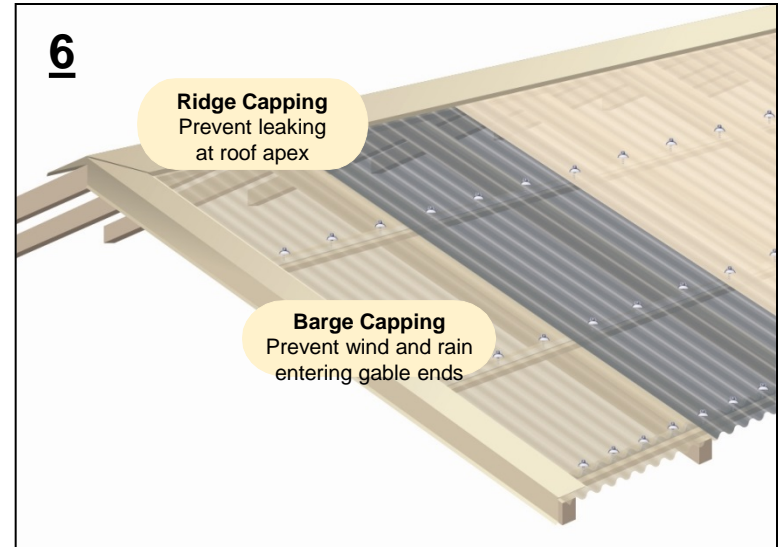 6
Ridge Capping
Prevent leaking
at roof apex
Barge Capping
Prevent wind and rain
entering gable ends